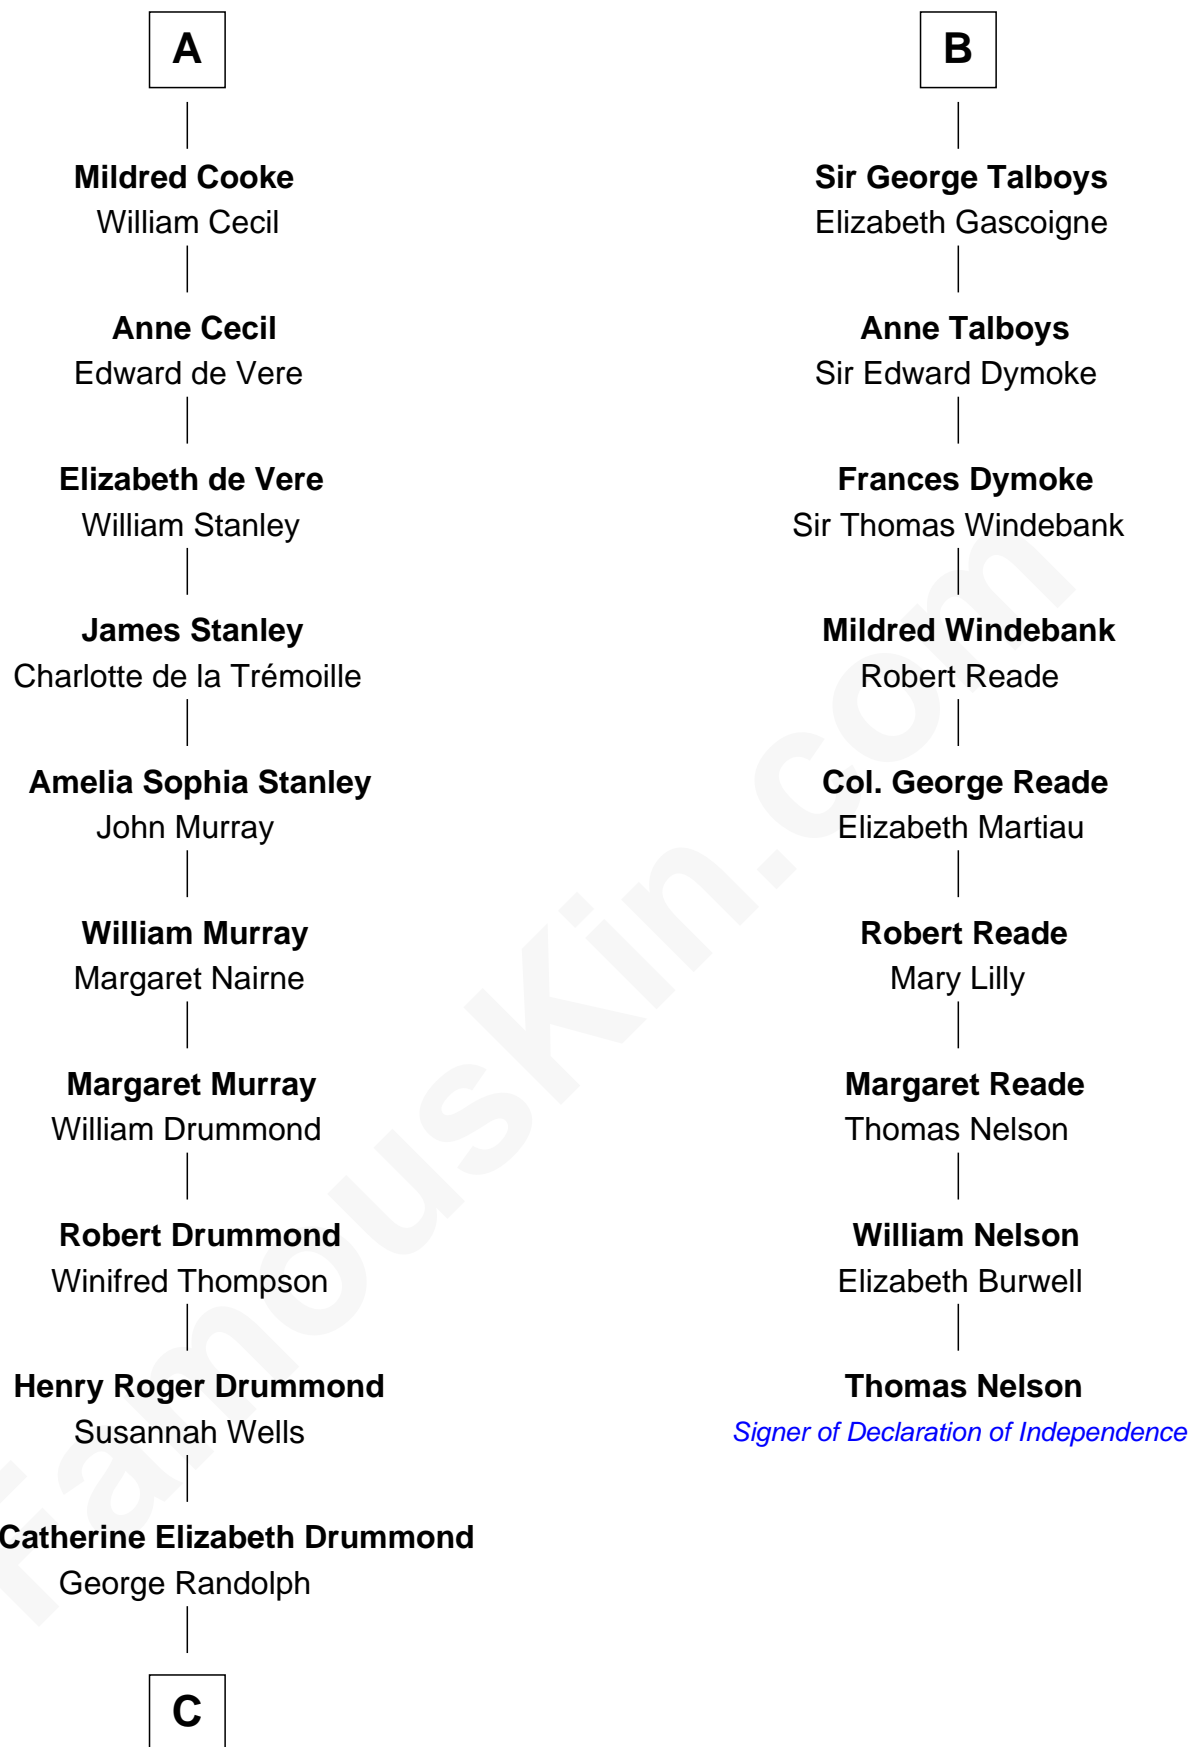 A
Mildred Cooke
William Cecil
Anne Cecil
Edward de Vere
Elizabeth de Vere
William Stanley
James Stanley
Charlotte de la Trémoille
Amelia Sophia Stanley
John Murray
William Murray
Margaret Nairne
Margaret Murray
William Drummond
Robert Drummond
Winifred Thompson
Henry Roger Drummond
Susannah Wells
Catherine Elizabeth Drummond
George Randolph
C
B
Sir George Talboys
Elizabeth Gascoigne
Anne Talboys
Sir Edward Dymoke
Frances Dymoke
Sir Thomas Windebank
Mildred Windebank
Robert Reade
Col. George Reade
Elizabeth Martiau
Robert Reade
Mary Lilly
Margaret Reade
Thomas Nelson
William Nelson
Elizabeth Burwell
Thomas Nelson
Signer of Declaration of Independence
FamousKin.com